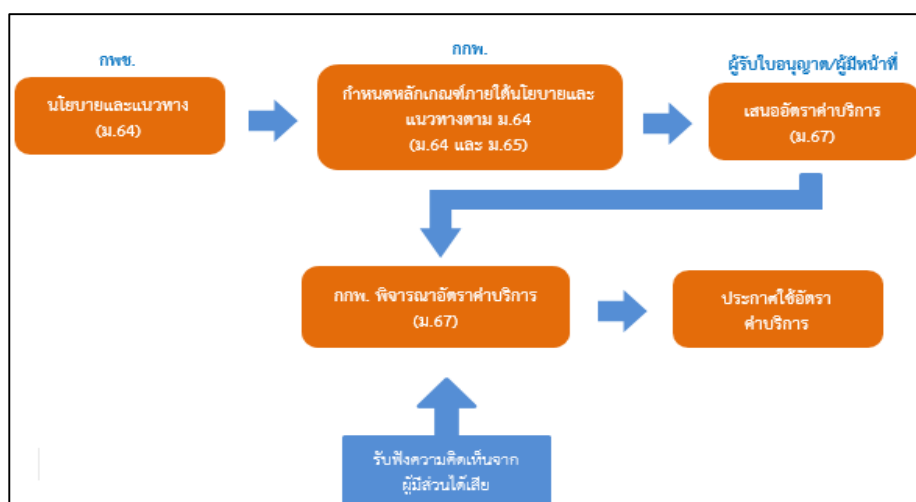 กพช.
นโยบายและแนวทาง
(ม.64)
กกพ.
กำหนดหลักเกณฑ์ภายใต้นโยบายและ
แนวทางตาม ม.64
(ม.64 และ ม.65)
ผู้รับใบอนุญาต/ผู้มีหน้าที่
เสนออัตราค่าบริการ
(ม.67)
กกพ. พิจารณาอัตราค่าบริการ
(ม.67)
ประกาศใช้อัตรา
ค่าบริการ
รับฟังความคิดเห็นจาก
ผู้มีส่วนได้เสีย